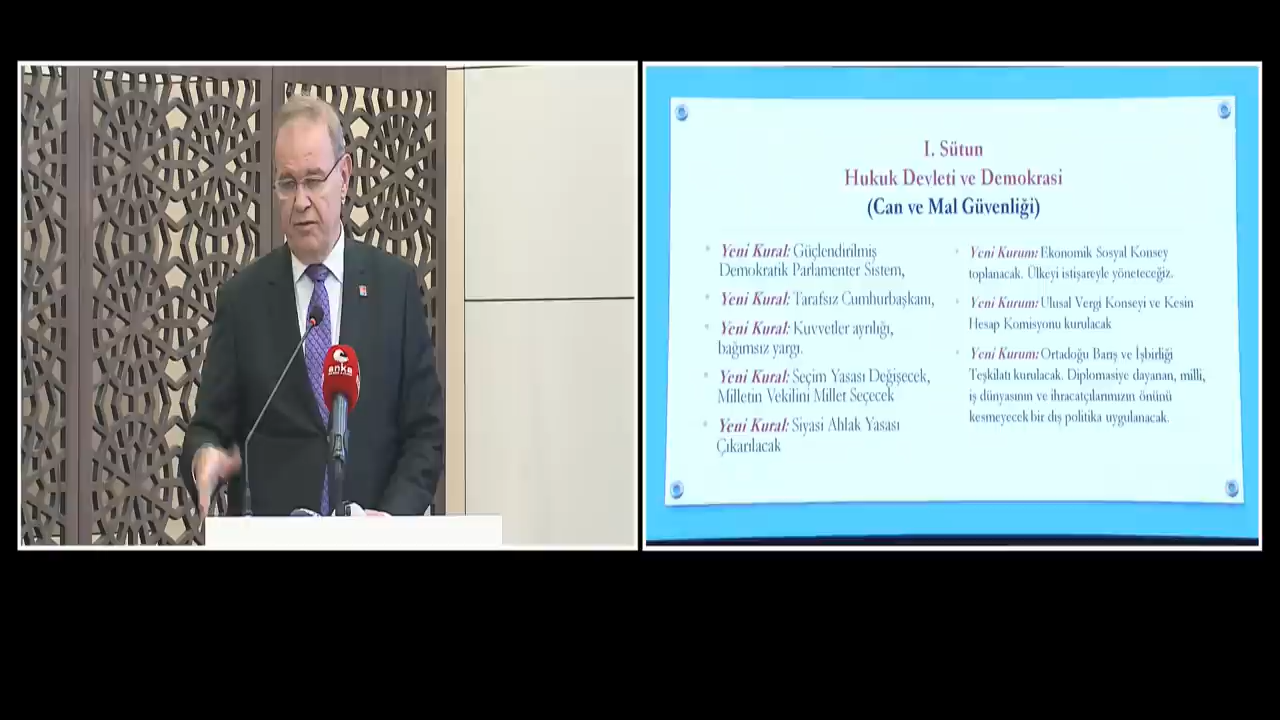 anka
I. Sütun
Hukuk Devleti ve Demokrasi
(Can ve Mal Güvenliği)
Yeni Kural: Güçlendirilmiş
Demokratik Parlamenter Sistem,
Yeni Kural: Tarafsız Cumhurbaşkanı,
Yeni Kural: Kuvvetler ayrılığı,
bağımsız yargı.
Yeni Kural: Seçim Yasası Değişecek,
Milletin Vekilini Millet Seçecek
Yeni Kural: Siyasi Ahlak Yasası
Çıkarılacak
Yeni Kurum: Ekonomik Sosyal Konsey
toplanacak. Ülkeyi istişareyle yöneteceğiz.
Yeni Kurum: Ulusal Vergi Konseyi ve Kesin
Hesap Komisyonu kurulacak
Yeni Kurum: Ortadoğu Barış ve İşbirliği
Teşkilatı kurulacak. Diplomasiye dayanan, milli,
iş dünyasının ve ihracatçılarımızın önünü
kesmeyecek bir dış politika uygulanacak.